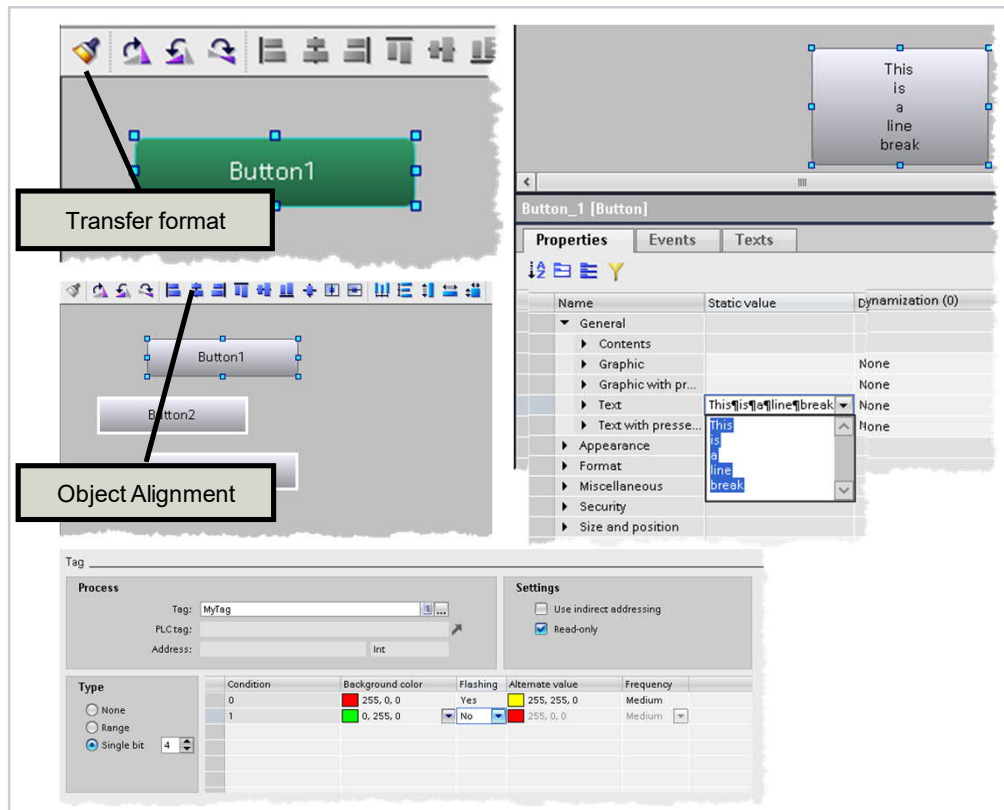 Button1
Transfer format
Button1
Button2
Object Alignment
This
is
a
line
break
Button_1 [Button]
Properties Events Texts
Name Static value Dynamization (0)
General
Contents
Graphic None
Graphic with pr... None
Text This¶is¶a¶line¶break None
Text with presse... None
This
is
a
line
break
Appearance
Format
Miscellaneous
Security
Size and position
Tag
Process
Tag: MyTag ...
PLC tag:
Address: Int
Settings
Use indirect addressing
Read-only
Type
None
Range
Single bit 4
Condition Background color Flashing Alternate value Frequency
0 255, 0, 0 Yes 255, 255, 0 Medium
1 0, 255, 0 No 255, 0, 0 Medium